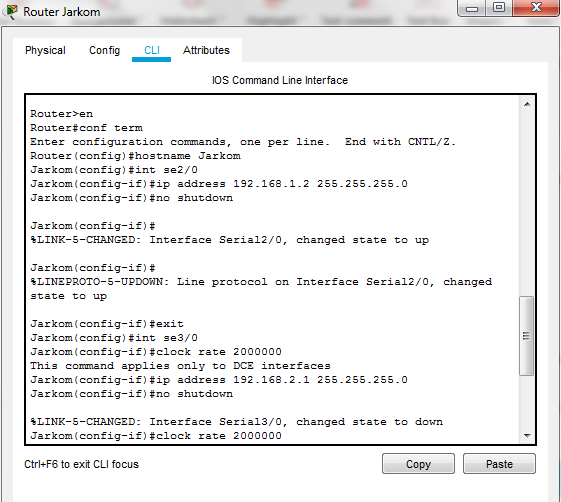 Router Jarkom
Physical Config CLI Attributes
IOS Command Line Interface
Router>en
Router#conf term
Enter configuration commands, one per line.  End with CNTL/Z.
Router(config)#hostname Jarkom
Jarkom(config)#int se2/0
Jarkom(config-if)#ip address 192.168.1.2 255.255.255.0
Jarkom(config-if)#no shutdown
Jarkom(config-if)#
%LINK-5-CHANGED: Interface Serial2/0, changed state to up
Jarkom(config-if)#
%LINEPROTO-5-UPDOWN: Line protocol on Interface Serial2/0, changed
state to up
Jarkom(config-if)#exit
Jarkom(config)#int se3/0
Jarkom(config-if)#clock rate 2000000
This command applies only to DCE interfaces
Jarkom(config-if)#ip address 192.168.2.1 255.255.255.0
Jarkom(config-if)#no shutdown
%LINK-5-CHANGED: Interface Serial3/0, changed state to down
Jarkom(config-if)#clock rate 2000000
Ctrl+F6 to exit CLI focus
Copy Paste